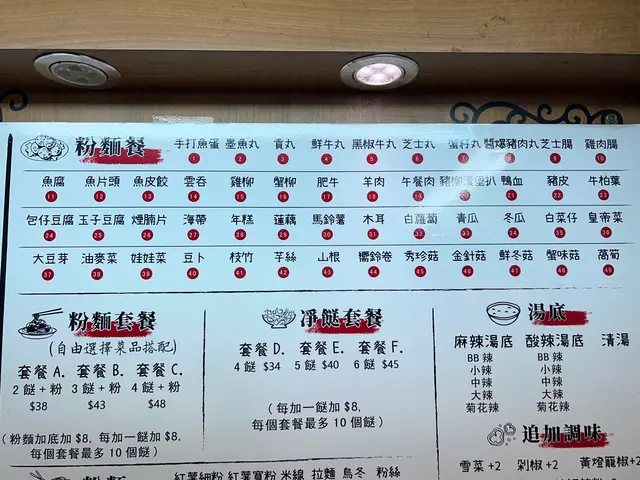 粉麵餐
手打魚蛋 墨魚丸 貢丸 鮮牛丸 黑椒牛丸 芝士丸 蟹籽丸 醬爆豬肉丸 芝士腸 雞肉腸
1 2 3 4 5 6 7 8 9 10
魚腐 魚片頭 魚皮餃 雲呑 雞柳 蟹柳 肥牛 羊肉 午餐肉 豬柳漢堡扒 鴨血 豬皮 牛柏葉
11 12 13 14 15 16 17 18 19 20 21 22 23
包仔豆腐 玉子豆腐 煙腩片 海帶 年糕 蓮藕 馬鈴薯 木耳 白蘿蔔 青瓜 冬瓜 白菜仔 皇帝菜
24 25 26 27 28 29 30 31 32 33 34 35 36
大豆芽 油麥菜 娃娃菜 豆卜 枝竹 芋絲 山根 響鈴卷 秀珍菇 金針菇 鮮冬菇 蟹味菇 萵筍
37 38 39 40 41 42 43 44 45 46 47 48 49
粉麵套餐
(自由選擇菜品搭配)
套餐 A. 套餐 B. 套餐 C.
2 餸 + 粉 3 餸 + 粉 4 餸 + 粉
$38 $43 $48
(粉麵加底加 $8, 每加一餸加 $8,
每個套餐最多 10 個餸)
淨餸套餐
套餐 D. 套餐 E. 套餐 F.
4 餸 $34 5 餸 $40 6 餸 $45
(每加一餸加 $8,
每個套餐最多 10 個餸)
湯底
麻辣湯底 酸辣湯底 清湯
BB 辣 BB 辣
小辣 小辣
中辣 中辣
大辣 大辣
菊花辣 菊花辣
追加調味
雪菜 +2 剁椒 +2 黃燈籠椒 +2
紅薯細粉 紅薯寬粉 米線 拉麵 烏冬 粉絲